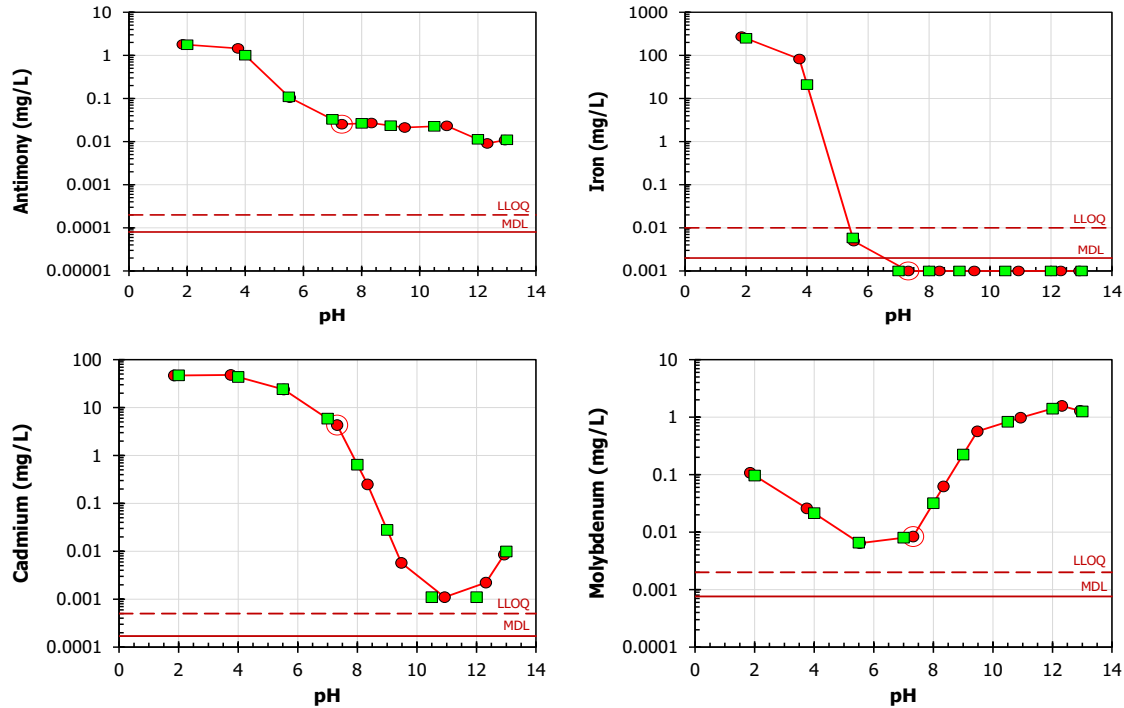 Antimony (mg/L)
10
1
0.1
0.01
0.001
0.0001
0.00001
LLOQ
MDL
0 2 4 6 8 10 12 14
pH
Iron (mg/L)
1000
100
10
1
0.1
0.01
0.001
LLOQ
MDL
0 2 4 6 8 10 12 14
pH
Cadmium (mg/L)
100
10
1
0.1
0.01
0.001
0.0001
LLOQ
MDL
0 2 4 6 8 10 12 14
pH
Molybdenum (mg/L)
10
1
0.1
0.01
0.001
0.0001
LLOQ
MDL
0 2 4 6 8 10 12 14
pH